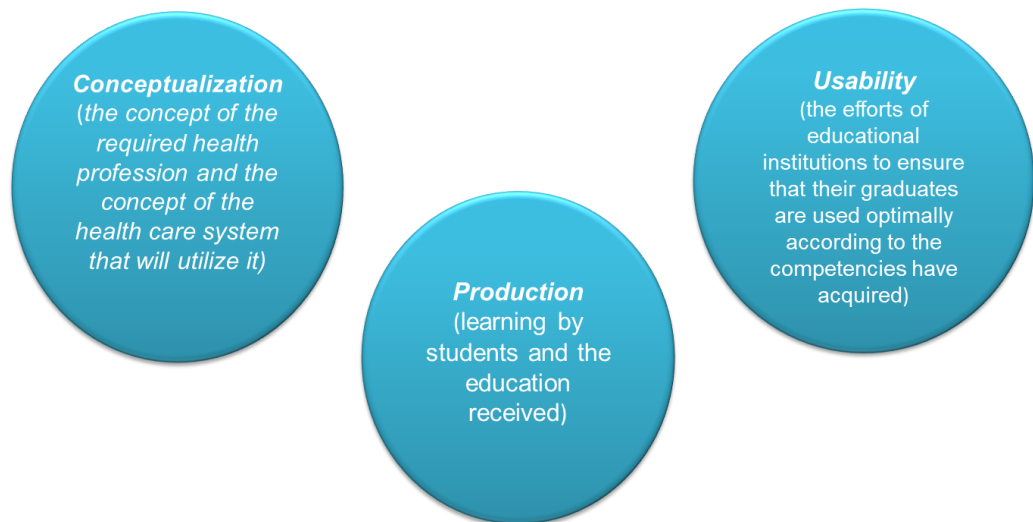 Conceptualization
(the concept of the
required health
profession and the
concept of the
health care system
that will utilize it)
Production
(learning by
students and the
education
received)
Usability
(the efforts of
educational
institutions to ensure
that their graduates
are used optimally
according to the
competencies have
acquired)